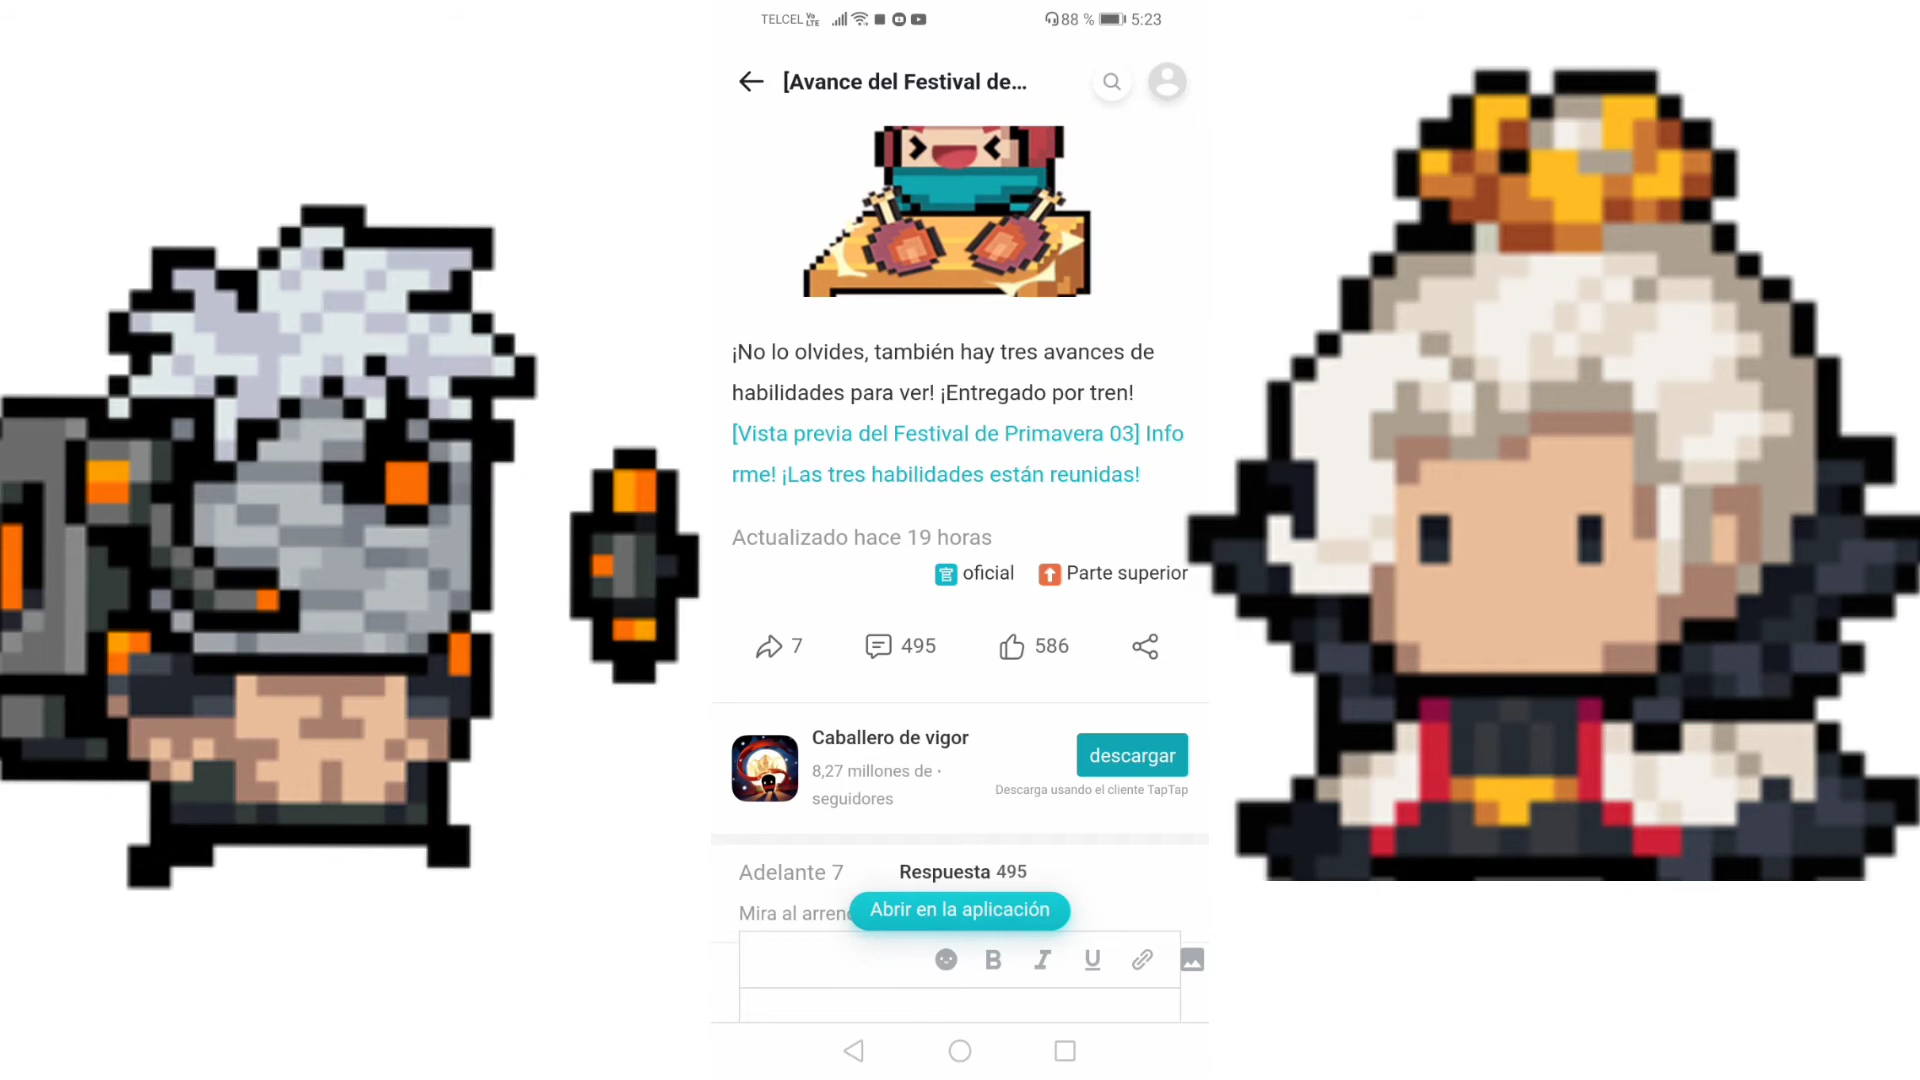 TELCEL Vo LTE 88 % 5:23
[Avance del Festival de...
¡No lo olvides, también hay tres avances de
habilidades para ver! ¡Entregado por tren!
[Vista previa del Festival de Primavera 03] Info
rme! ¡Las tres habilidades están reunidas!
Actualizado hace 19 horas
官 oficial Parte superior
7 495 586
Caballero de vigor
8,27 millones de ·
seguidores
descargar
Descarga usando el cliente TapTap
Adelante 7 Respuesta 495
Mira al
Abrir en la aplicación
B I U